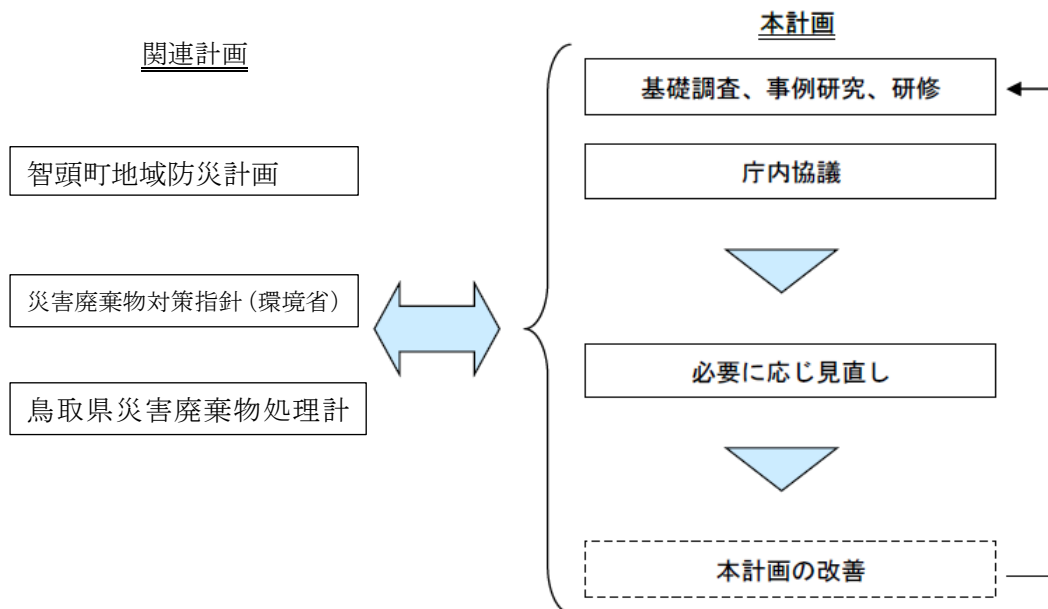 関連計画
智頭町地域防災計画
災害廃棄物対策指針(環境省)
鳥取県災害廃棄物処理計
本計画
基礎調査、事例研究、研修
庁内協議
必要に応じ見直し
本計画の改善